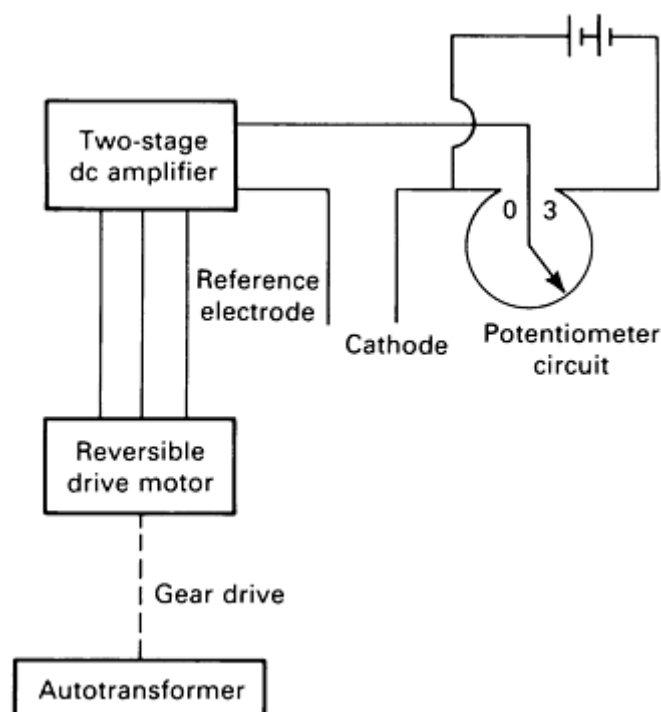 Two-stage
dc amplifier
0 3
Reference
electrode
Cathode
Potentiometer
circuit
Reversible
drive motor
Gear drive
Autotransformer